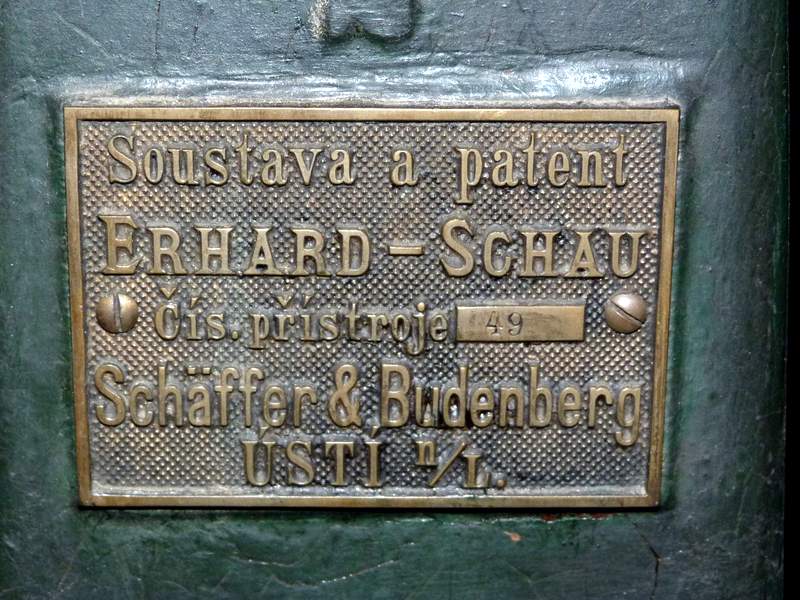 Soustava a patent
ERHARD-SCHAU
Čís. přístroje 49
Schäffer & Budenberg
ÚSTÍ n/L.